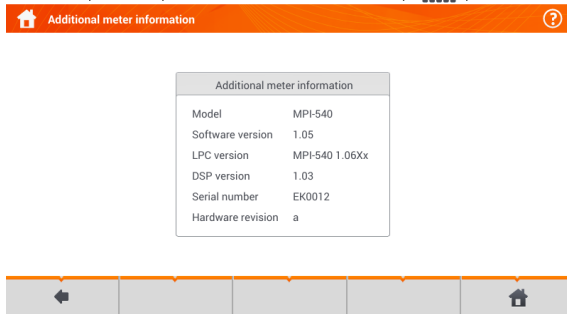 Additional meter information
?
Additional meter information
Model MPI-540
Software version 1.05
LPC version MPI-540 1.06Xx
DSP version 1.03
Serial number EK0012
Hardware revision a